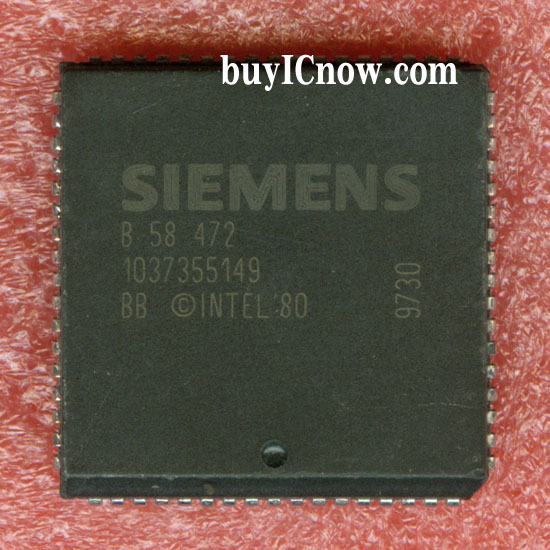 buyICnow.com
SIEMENS
B 58 472
1037355149
BB ©INTEL 80
9730